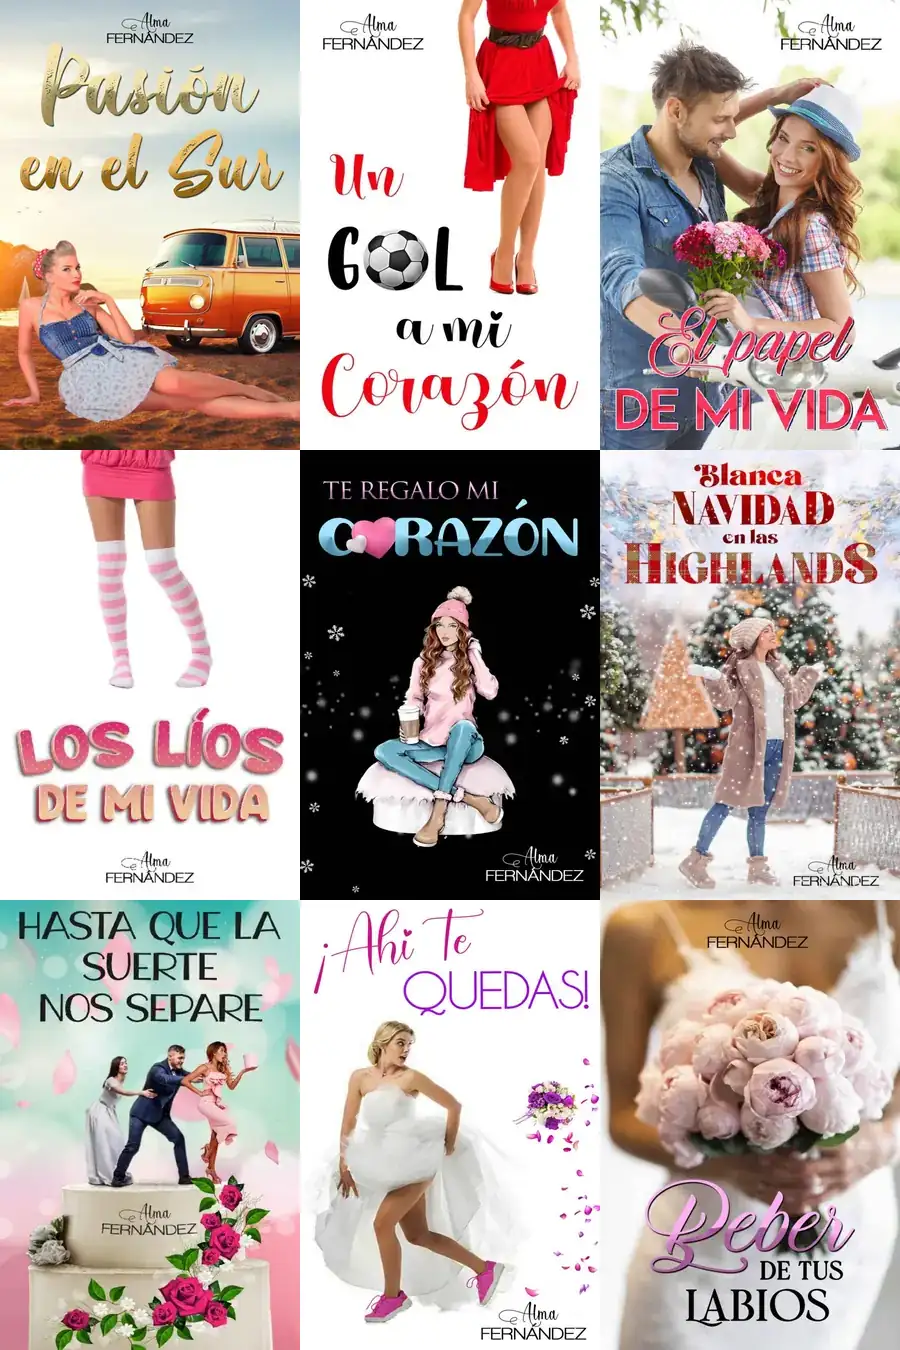 Alma
FERNÁNDEZ
Pasión
en el Sur
Alma
FERNÁNDEZ
Un
GOL
a mi
Corazón
Alma
FERNÁNDEZ
El papel
DE MI VIDA
LOS LÍOS
DE MI VIDA
Alma
FERNÁNDEZ
TE REGALO MI
CORAZÓN
Alma
FERNÁNDEZ
Blanca
NAVIDAD
en las
HIGHLANDS
Alma
FERNÁNDEZ
HASTA QUE LA
SUERTE
NOS SEPARE
Alma
FERNÁNDEZ
¡Ahi Te
QUEDAS!
Alma
FERNÁNDEZ
Alma
FERNÁNDEZ
Beber
DE TUS
LABIOS